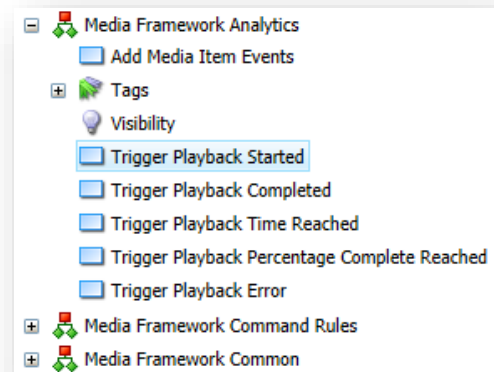 Media Framework Analytics
Add Media Item Events
Tags
Visibility
Trigger Playback Started
Trigger Playback Completed
Trigger Playback Time Reached
Trigger Playback Percentage Complete Reached
Trigger Playback Error
Media Framework Command Rules
Media Framework Common